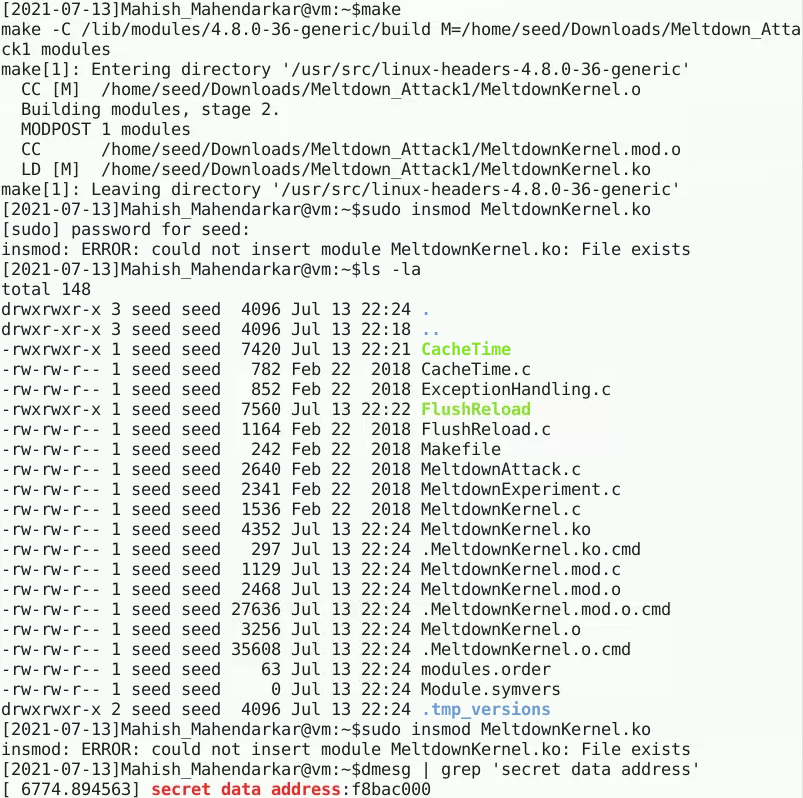 [2021-07-13]Mahish_Mahendarkar@vm:~$make
make -C /lib/modules/4.8.0-36-generic/build M=/home/seed/Downloads/Meltdown_Atta
ck1 modules
make[1]: Entering directory '/usr/src/linux-headers-4.8.0-36-generic'
  CC [M]  /home/seed/Downloads/Meltdown_Attack1/MeltdownKernel.o
  Building modules, stage 2.
  MODPOST 1 modules
  CC      /home/seed/Downloads/Meltdown_Attack1/MeltdownKernel.mod.o
  LD [M]  /home/seed/Downloads/Meltdown_Attack1/MeltdownKernel.ko
make[1]: Leaving directory '/usr/src/linux-headers-4.8.0-36-generic'
[2021-07-13]Mahish_Mahendarkar@vm:~$sudo insmod MeltdownKernel.ko
[sudo] password for seed:
insmod: ERROR: could not insert module MeltdownKernel.ko: File exists
[2021-07-13]Mahish_Mahendarkar@vm:~$ls -la
total 148
drwxrwxr-x 3 seed seed  4096 Jul 13 22:24 .
drwxr-xr-x 3 seed seed  4096 Jul 13 22:18 ..
-rwxrwxr-x 1 seed seed  7420 Jul 13 22:21 CacheTime
-rw-rw-r-- 1 seed seed   782 Feb 22  2018 CacheTime.c
-rw-rw-r-- 1 seed seed   852 Feb 22  2018 ExceptionHandling.c
-rwxrwxr-x 1 seed seed  7560 Jul 13 22:22 FlushReload
-rw-rw-r-- 1 seed seed  1164 Feb 22  2018 FlushReload.c
-rw-rw-r-- 1 seed seed   242 Feb 22  2018 Makefile
-rw-rw-r-- 1 seed seed  2640 Feb 22  2018 MeltdownAttack.c
-rw-rw-r-- 1 seed seed  2341 Feb 22  2018 MeltdownExperiment.c
-rw-rw-r-- 1 seed seed  1536 Feb 22  2018 MeltdownKernel.c
-rw-rw-r-- 1 seed seed  4352 Jul 13 22:24 MeltdownKernel.ko
-rw-rw-r-- 1 seed seed   297 Jul 13 22:24 .MeltdownKernel.ko.cmd
-rw-rw-r-- 1 seed seed  1129 Jul 13 22:24 MeltdownKernel.mod.c
-rw-rw-r-- 1 seed seed  2468 Jul 13 22:24 MeltdownKernel.mod.o
-rw-rw-r-- 1 seed seed 27636 Jul 13 22:24 .MeltdownKernel.mod.o.cmd
-rw-rw-r-- 1 seed seed  3256 Jul 13 22:24 MeltdownKernel.o
-rw-rw-r-- 1 seed seed 35608 Jul 13 22:24 .MeltdownKernel.o.cmd
-rw-rw-r-- 1 seed seed    63 Jul 13 22:24 modules.order
-rw-rw-r-- 1 seed seed     0 Jul 13 22:24 Module.symvers
drwxrwxr-x 2 seed seed  4096 Jul 13 22:24 .tmp_versions
[2021-07-13]Mahish_Mahendarkar@vm:~$sudo insmod MeltdownKernel.ko
insmod: ERROR: could not insert module MeltdownKernel.ko: File exists
[2021-07-13]Mahish_Mahendarkar@vm:~$dmesg | grep 'secret data address'
[ 6774.894563] secret data address:f8bac000